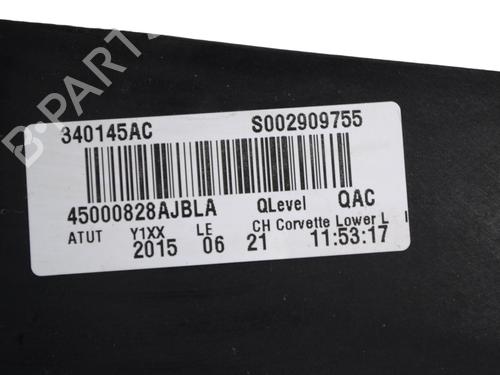 340145AC S002909755
45000828AJBLA QLevel QAC
ATUT Y1XX LE CH Corvette Lower L I
2015 06 21 11:53:17
B-PARTS